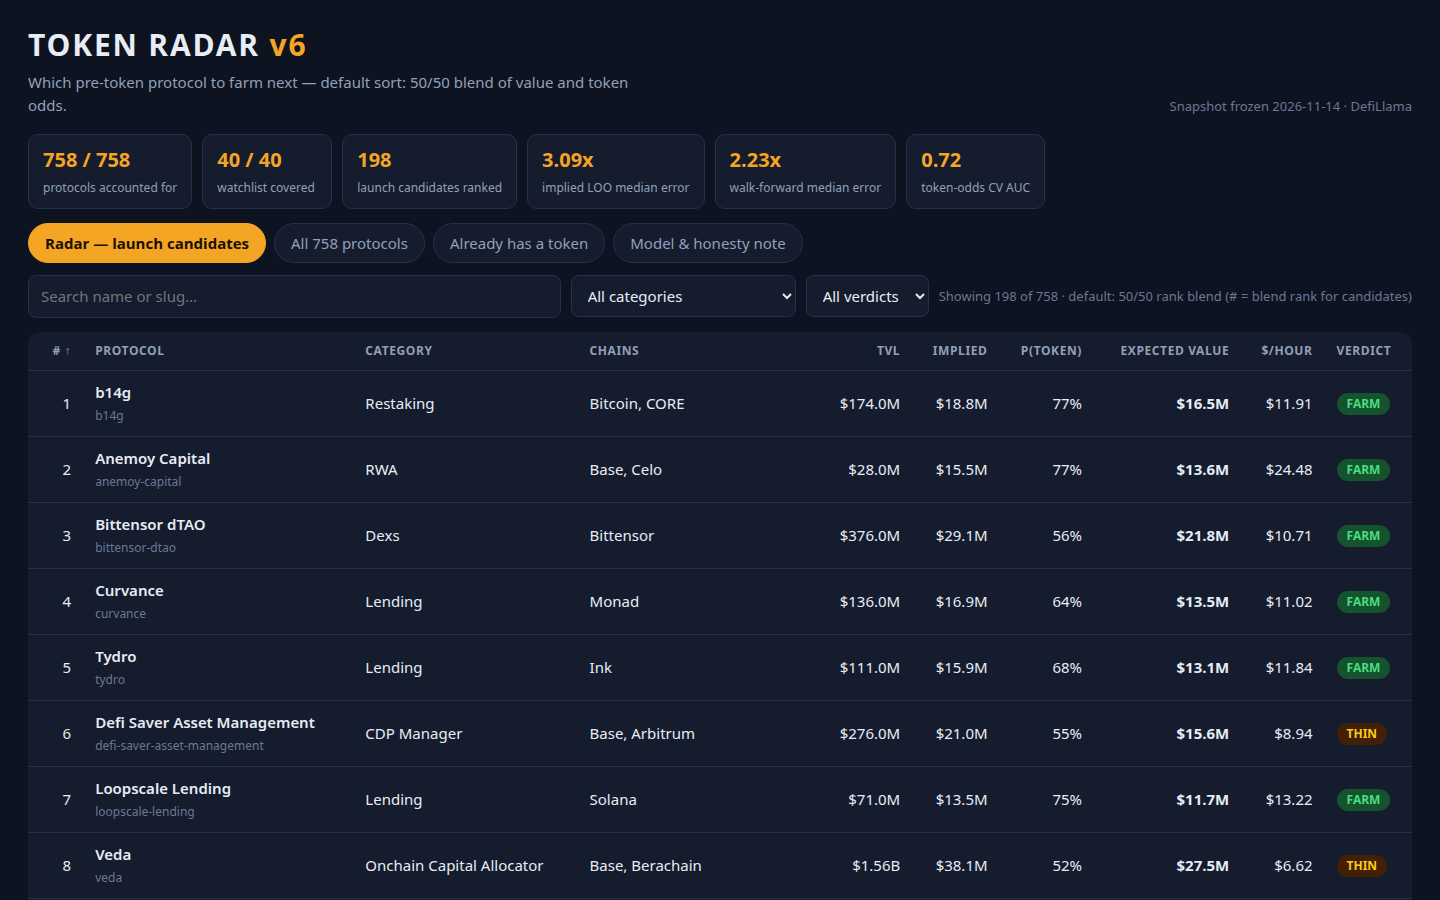 TOKEN RADAR v6
Which pre-token protocol to farm next — default sort: 50/50 blend of value and token
odds.
Snapshot frozen 2026-11-14 · DefiLlama
758 / 758
protocols accounted for
40 / 40
watchlist covered
198
launch candidates ranked
3.09x
implied LOO median error
2.23x
walk-forward median error
0.72
token-odds CV AUC
Radar — launch candidates
All 758 protocols
Already has a token
Model & honesty note
Search name or slug...
All categories
All verdicts
Showing 198 of 758 · default: 50/50 rank blend (# = blend rank for candidates)
# ↑ PROTOCOL CATEGORY CHAINS TVL IMPLIED P(TOKEN) EXPECTED VALUE $/HOUR VERDICT
1 b14g Restaking Bitcoin, CORE $174.0M $18.8M 77% $16.5M $11.91 FARM
b14g
2 Anemoy Capital RWA Base, Celo $28.0M $15.5M 77% $13.6M $24.48 FARM
anemoy-capital
3 Bittensor dTAO Dexs Bittensor $376.0M $29.1M 56% $21.8M $10.71 FARM
bittensor-dtao
4 Curvance Lending Monad $136.0M $16.9M 64% $13.5M $11.02 FARM
curvance
5 Tydro Lending Ink $111.0M $15.9M 68% $13.1M $11.84 FARM
tydro
6 Defi Saver Asset Management CDP Manager Base, Arbitrum $276.0M $21.0M 55% $15.6M $8.94 THIN
defi-saver-asset-management
7 Loopscale Lending Lending Solana $71.0M $13.5M 75% $11.7M $13.22 FARM
loopscale-lending
8 Veda Onchain Capital Allocator Base, Berachain $1.56B $38.1M 52% $27.5M $6.62 THIN
veda